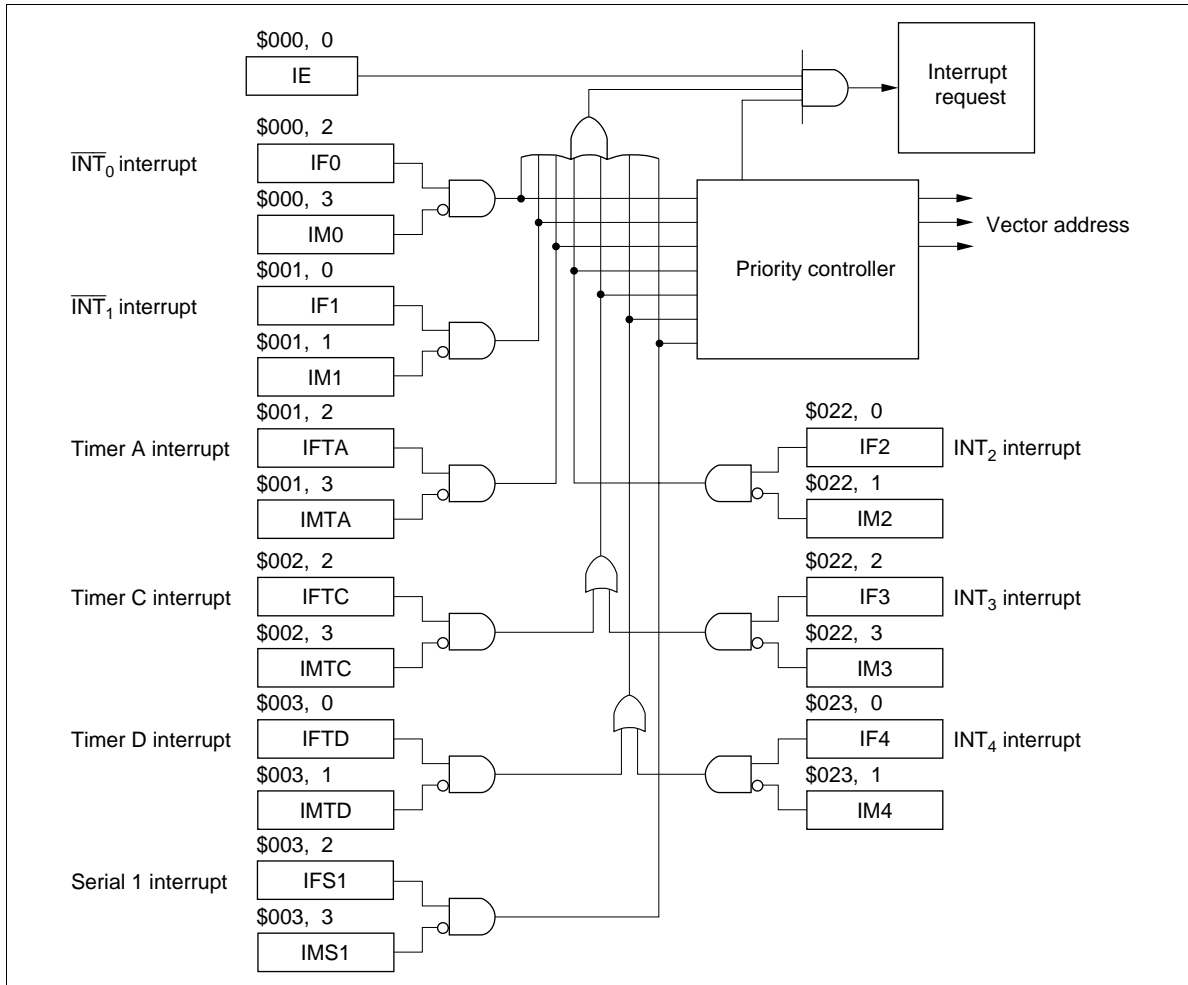 $000, 0
IE
Interrupt
request
$000, 2
I̅N̅T̅₀ interrupt
IF0
$000, 3
IM0
Vector address
Priority controller
$001, 0
I̅N̅T̅₁ interrupt
IF1
$001, 1
IM1
$001, 2
Timer A interrupt
IFTA
$001, 3
IMTA
$022, 0
IF2
INT₂ interrupt
$022, 1
IM2
$002, 2
Timer C interrupt
IFTC
$002, 3
IMTC
$022, 2
IF3
INT₃ interrupt
$022, 3
IM3
$003, 0
Timer D interrupt
IFTD
$003, 1
IMTD
$023, 0
IF4
INT₄ interrupt
$023, 1
IM4
$003, 2
Serial 1 interrupt
IFS1
$003, 3
IMS1